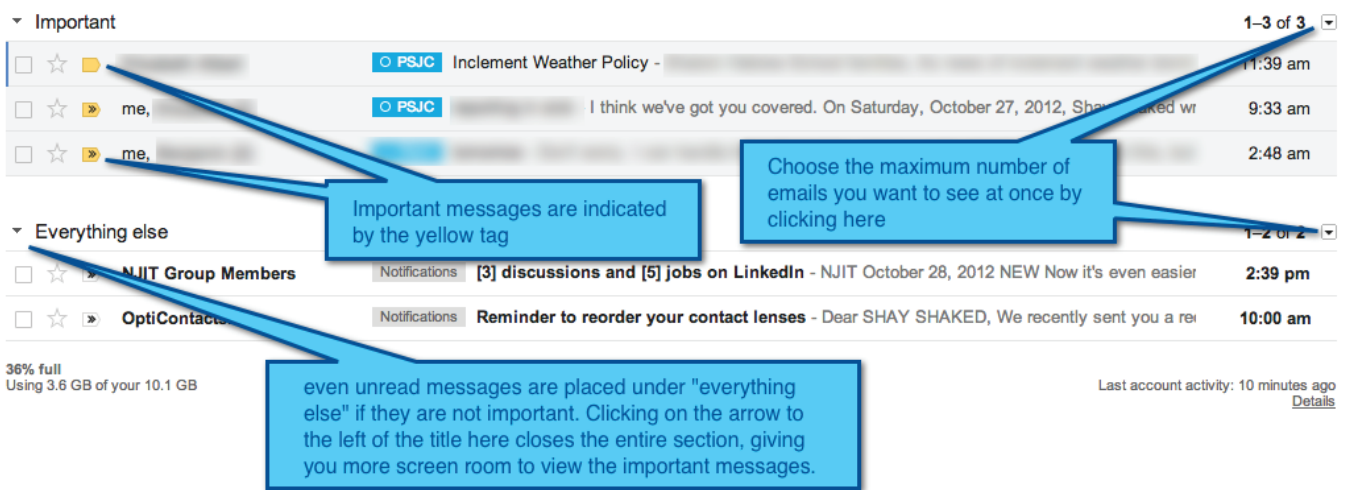 Important 1–3 of 3
PSJC Inclement Weather Policy - 11:39 am
me, PSJC - I think we've got you covered. On Saturday, October 27, 2012, 9:33 am
me, 2:48 am
Choose the maximum number of
emails you want to see at once by
clicking here
Important messages are indicated
by the yellow tag
Everything else 1–2 of 2
NJIT Group Members Notifications [3] discussions and [5] jobs on LinkedIn - NJIT October 28, 2012 NEW Now it's even easier 2:39 pm
OptiContacts. Notifications Reminder to reorder your contact lenses - Dear SHAY SHAKED, We recently sent you a 10:00 am
36% full
Using 3.6 GB of your 10.1 GB
Last account activity: 10 minutes ago
Details
even unread messages are placed under "everything
else" if they are not important. Clicking on the arrow to
the left of the title here closes the entire section, giving
you more screen room to view the important messages.